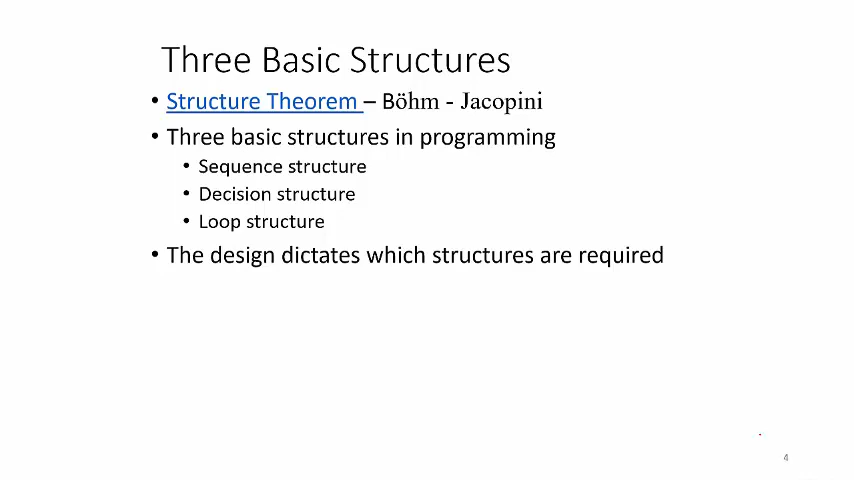 Three Basic Structures
• Structure Theorem – Böhm - Jacopini
• Three basic structures in programming
• Sequence structure
• Decision structure
• Loop structure
• The design dictates which structures are required
4